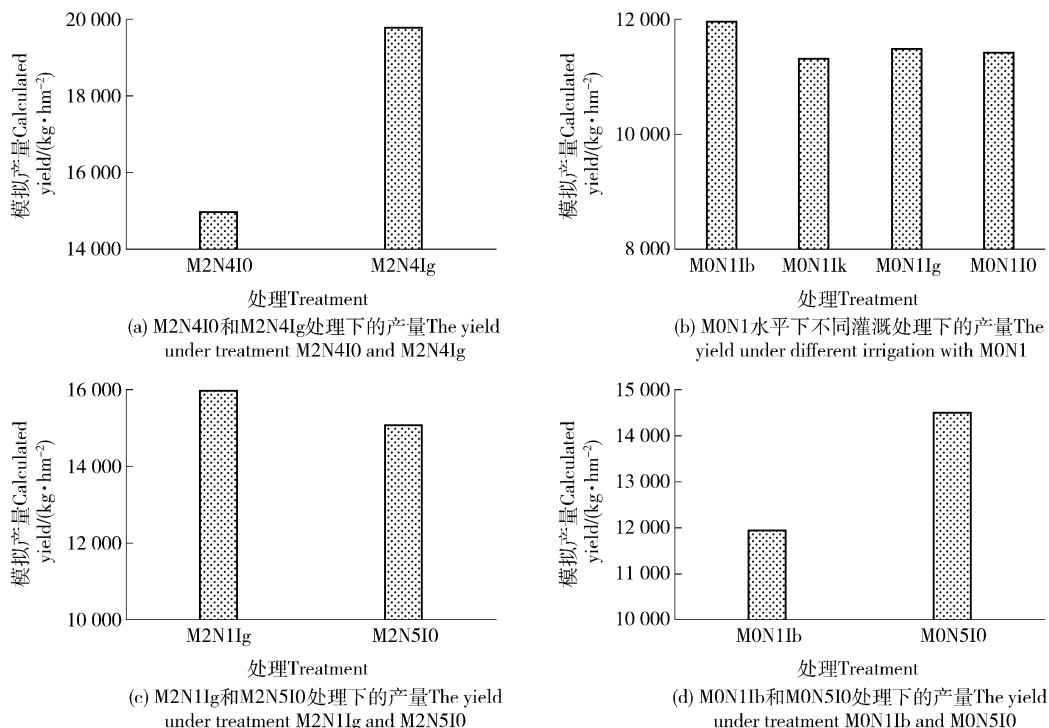 20 000
18 000
16 000
14 000
模拟产量Calculated
yield/(kg·hm⁻²)
M2N4I0
M2N4Ig
处理Treatment
(a) M2N4I0和M2N4Ig处理下的产量The yield
under treatment M2N4I0 and M2N4Ig
12 000
10 000
8 000
模拟产量Calculated
yield/(kg·hm⁻²)
M0N1Ib
M0N1Ik
M0N1Ig
M0N1I0
处理Treatment
(b) M0N1水平下不同灌溉处理下的产量The
yield under different irrigation with M0N1
16 000
14 000
12 000
10 000
模拟产量Calculated
yield/(kg·hm⁻²)
M2N1Ig
M2N5I0
处理Treatment
(c) M2N1Ig和M2N5I0处理下的产量The yield
under treatment M2N1Ig and M2N5I0
15 000
14 000
13 000
12 000
11 000
10 000
模拟产量Calculated
yield/(kg·hm⁻²)
M0N1Ib
M0N5I0
处理Treatment
(d) M0N1Ib和M0N5I0处理下的产量The yield
under treatment M0N1Ib and M0N5I0